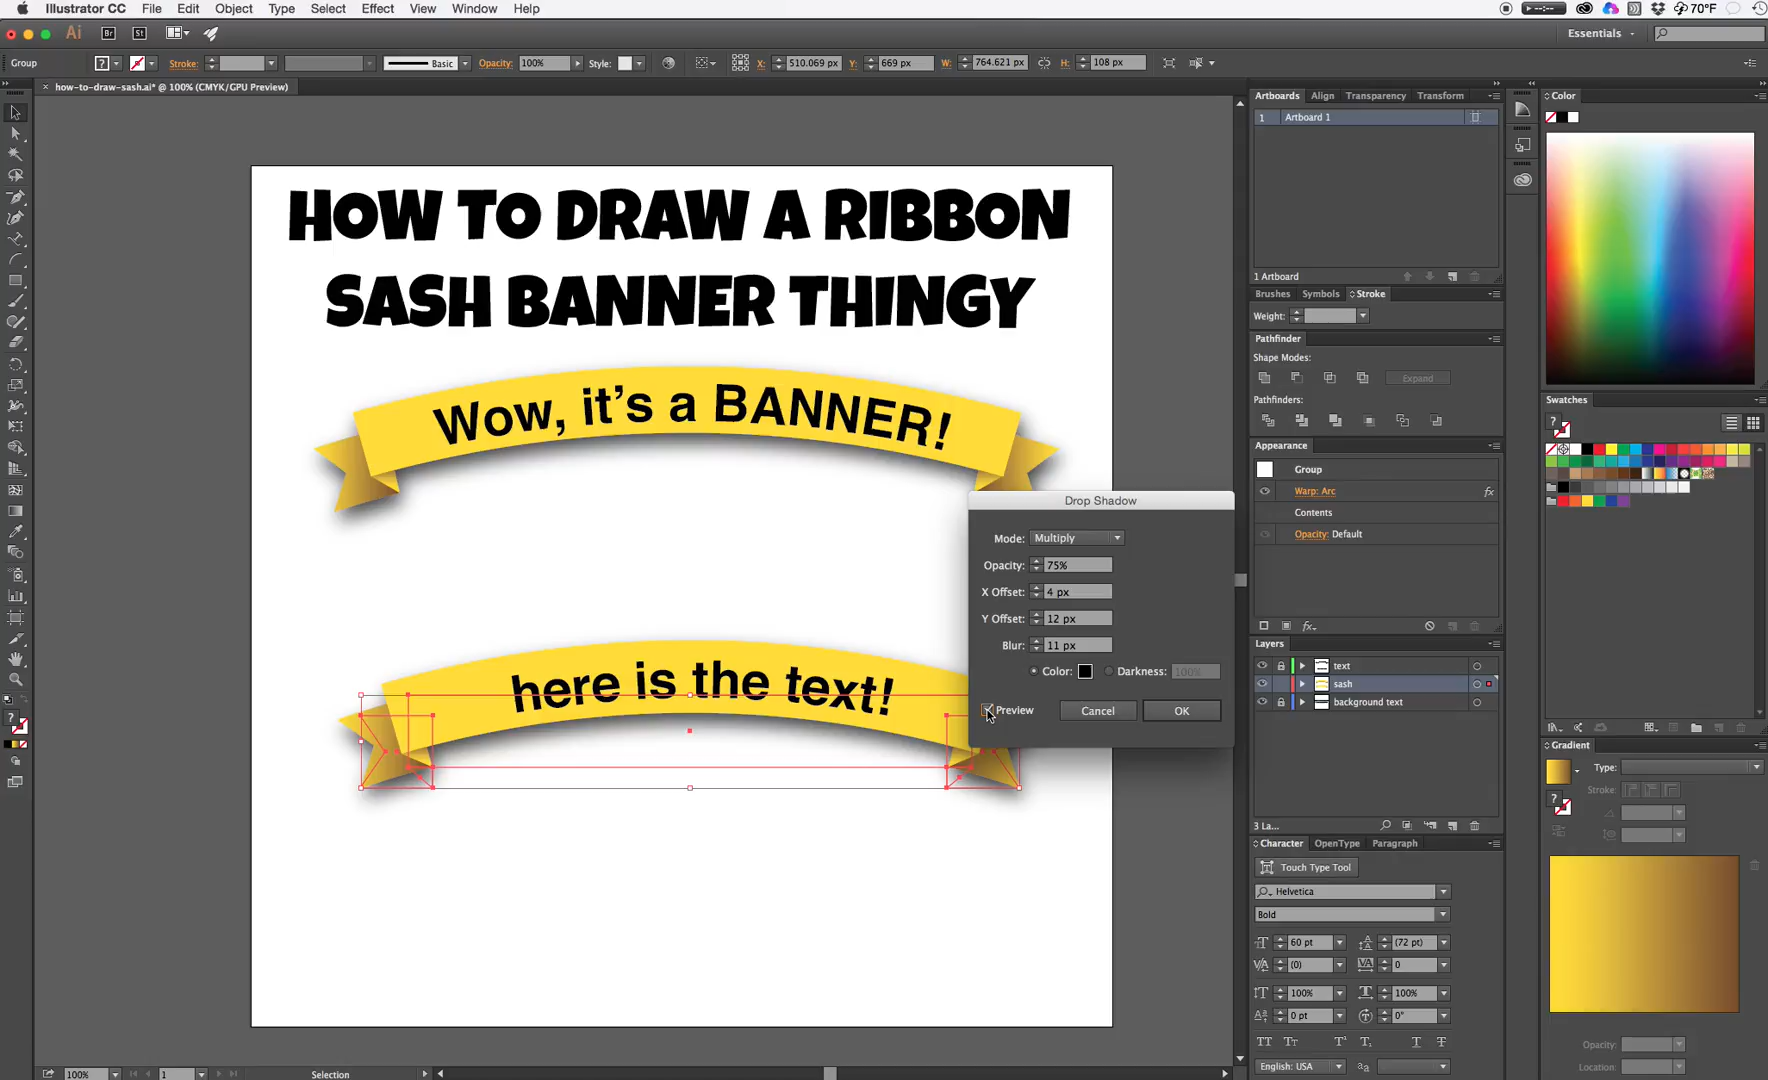 Illustrator CC File Edit Object Type Select Effect View Window Help
70°F
Ai Br St
Essentials
Group
Stroke:
Basic
Opacity: 100%
Style:
X: 510.069 px
Y: 669 px
W: 764.621 px
H: 108 px
how-to-draw-sash.ai* @ 100% (CMYK/GPU Preview)
HOW TO DRAW A RIBBON
SASH BANNER THINGY
Wow, it's a BANNER!
here is the text!
Drop Shadow
Mode: Multiply
Opacity: 75%
X Offset: 4 px
Y Offset: 12 px
Blur: 11 px
Color: Darkness: 100%
Preview Cancel OK
Artboards Align Transparency Transform
1 Artboard 1
1 Artboard
Brushes Symbols Stroke
Weight:
Pathfinder
Shape Modes:
Expand
Pathfinders:
Appearance
Group
Warp: Arc fx
Contents
Opacity: Default
fx.
Layers
text
sash
background text
3 La...
Character OpenType Paragraph
Touch Type Tool
Helvetica
Bold
60 pt (72 pt)
(0) 0
100% 100%
0 pt 0°
English: USA
Color
Swatches
Gradient
Type:
Stroke:
Opacity:
Location:
100% 1 Selection